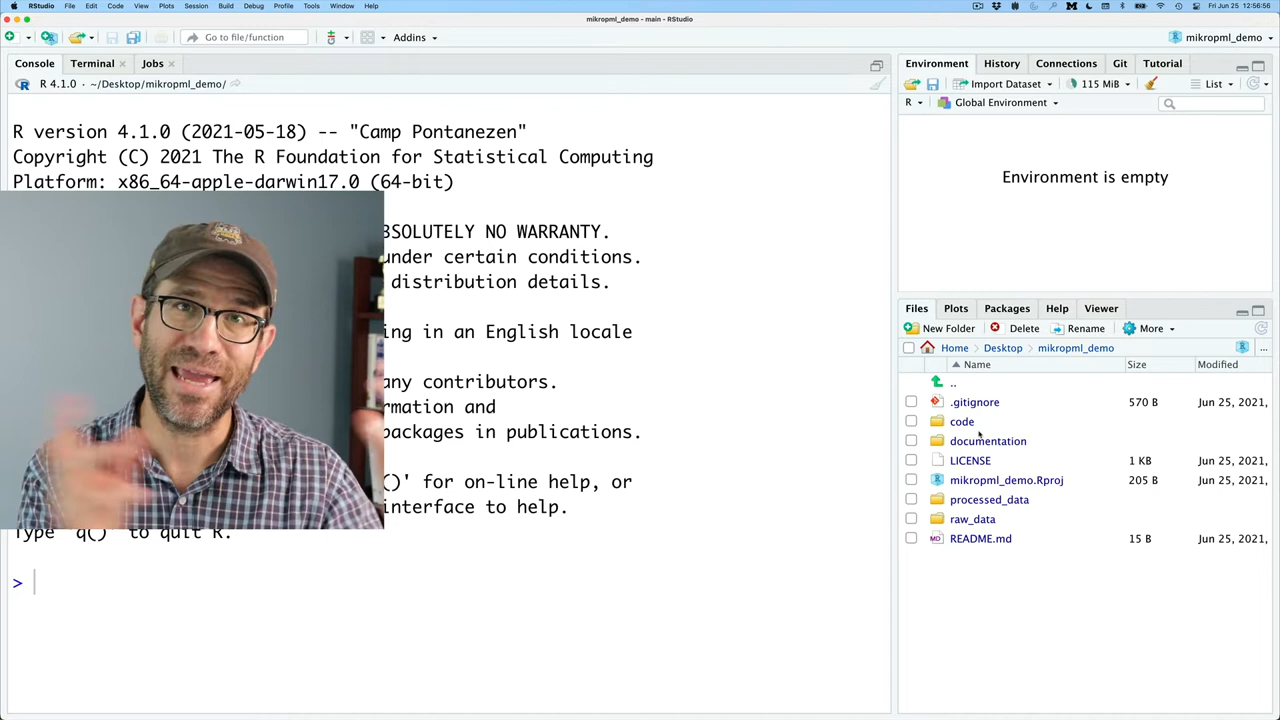 RStudio File Edit Code View Plots Session Build Debug Profile Tools Window Help Fri Jun 25 12:56:56
mikropml_demo - main - RStudio
Go to file/function Addins mikropml_demo
Console Terminal Jobs
R 4.1.0 · ~/Desktop/mikropml_demo/
R version 4.1.0 (2021-05-18) -- "Camp Pontanezen"
Copyright (C) 2021 The R Foundation for Statistical Computing
Platform: x86_64-apple-darwin17.0 (64-bit)
BSOLUTELY NO WARRANTY.
under certain conditions.
distribution details.
ing in an English locale
any contributors.
rmation and
packages in publications.
()' for on-line help, or
interface to help.
Type 'q()' to quit R.
>
Environment History Connections Git Tutorial
Import Dataset 115 MiB List
R Global Environment
Environment is empty
Files Plots Packages Help Viewer
New Folder Delete Rename More
Home Desktop mikropml_demo ...
Name Size Modified
..
.gitignore 570 B Jun 25, 2021,
code
documentation
LICENSE 1 KB Jun 25, 2021,
mikropml_demo.Rproj 205 B Jun 25, 2021,
processed_data
raw_data
README.md 15 B Jun 25, 2021,